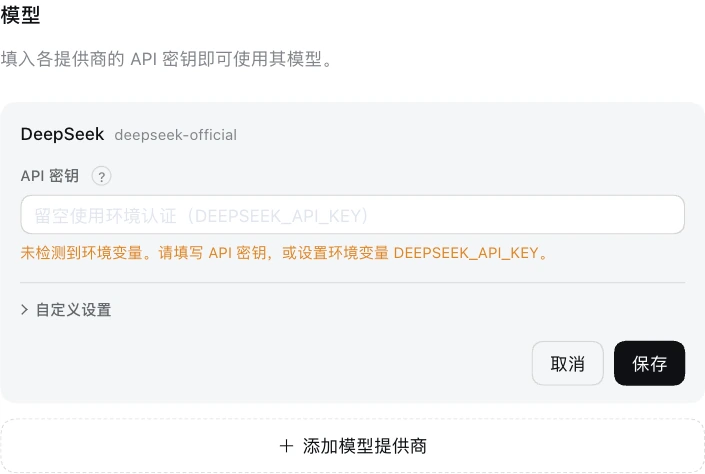 模型
填入各提供商的 API 密钥即可使用其模型。
DeepSeek deepseek-official
API 密钥 ?
留空使用环境认证（DEEPSEEK_API_KEY）
未检测到环境变量。请填写 API 密钥，或设置环境变量 DEEPSEEK_API_KEY。
自定义设置
取消 保存
+ 添加模型提供商